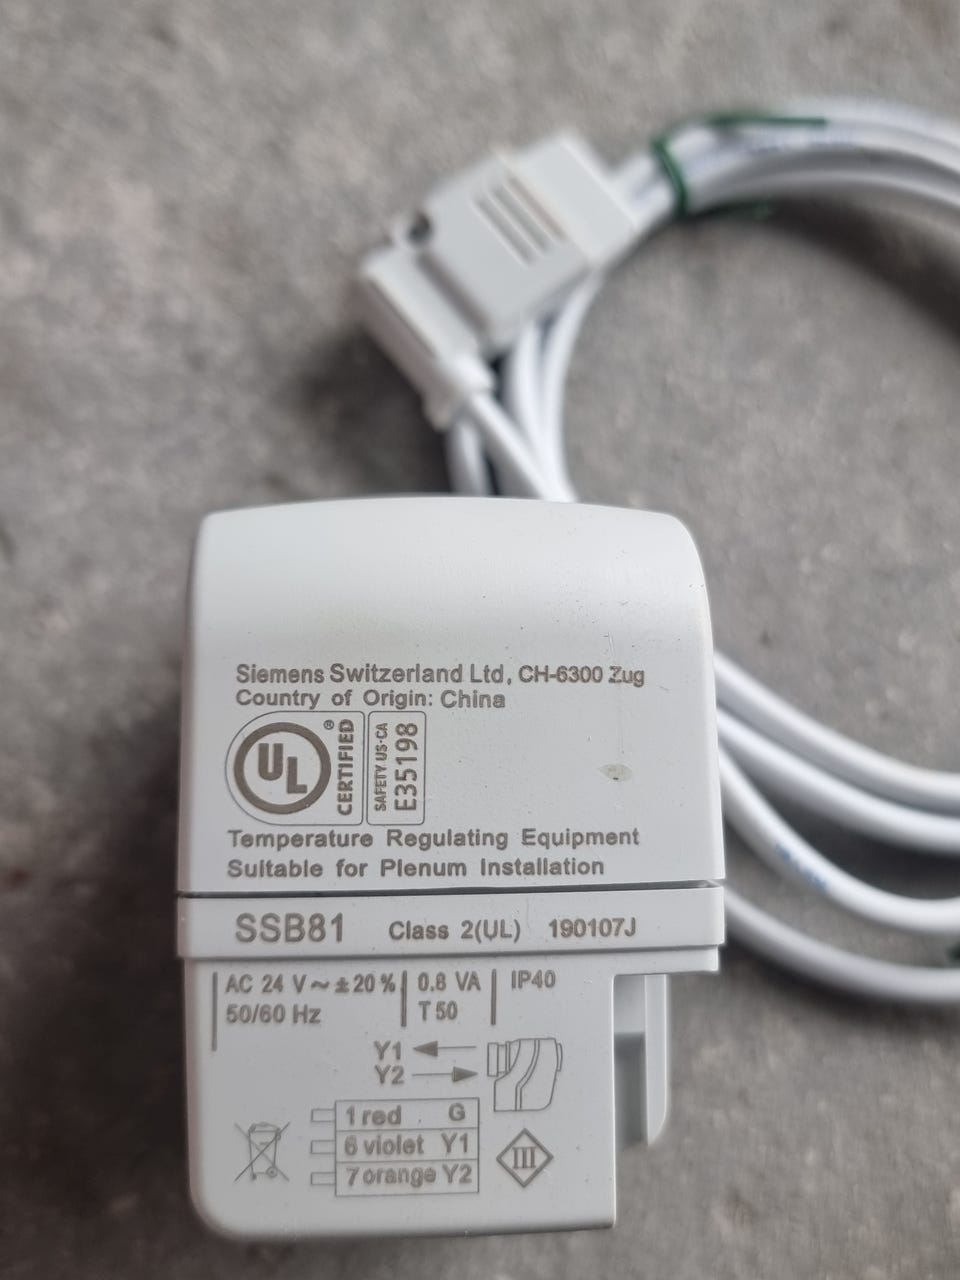 Siemens Switzerland Ltd, CH-6300 Zug
Country of Origin: China
UL ® CERTIFIED
SAFETY US-CA
E35198
Temperature Regulating Equipment
Suitable for Plenum Installation
SSB81 Class 2(UL) 190107J
AC 24 V ~ ± 20 % 0.8 VA IP40
50/60 Hz T 50
Y1
Y2
1 red G
6 violet Y1
7 orange Y2
III